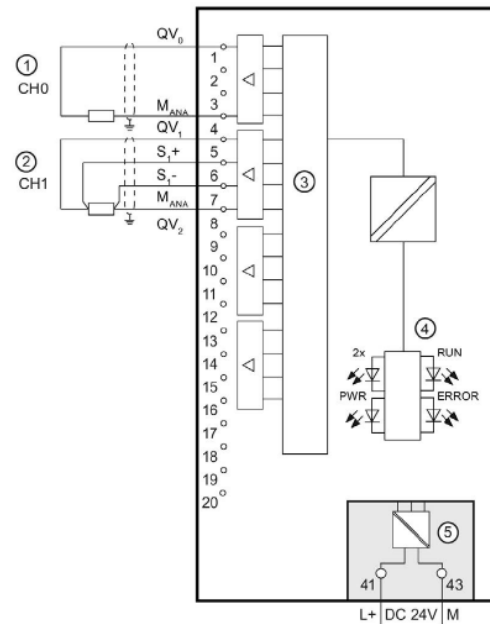 ① CH0
QV₀
M_ANA
② CH1
QV₁
S₁+
S₁-
M_ANA
QV₂
1
2
3
4
5
6
7
8
9
10
11
12
13
14
15
16
17
18
19
20
③
④
2x RUN
PWR ERROR
⑤
41 43
L+ DC 24V M